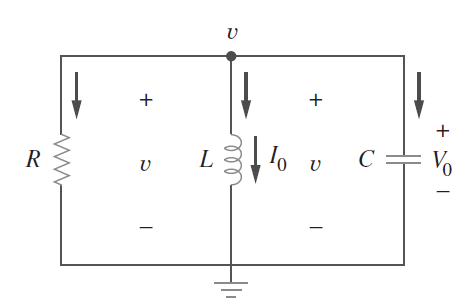 v
+ +
+
R v L I₀ v C V₀
−
− −